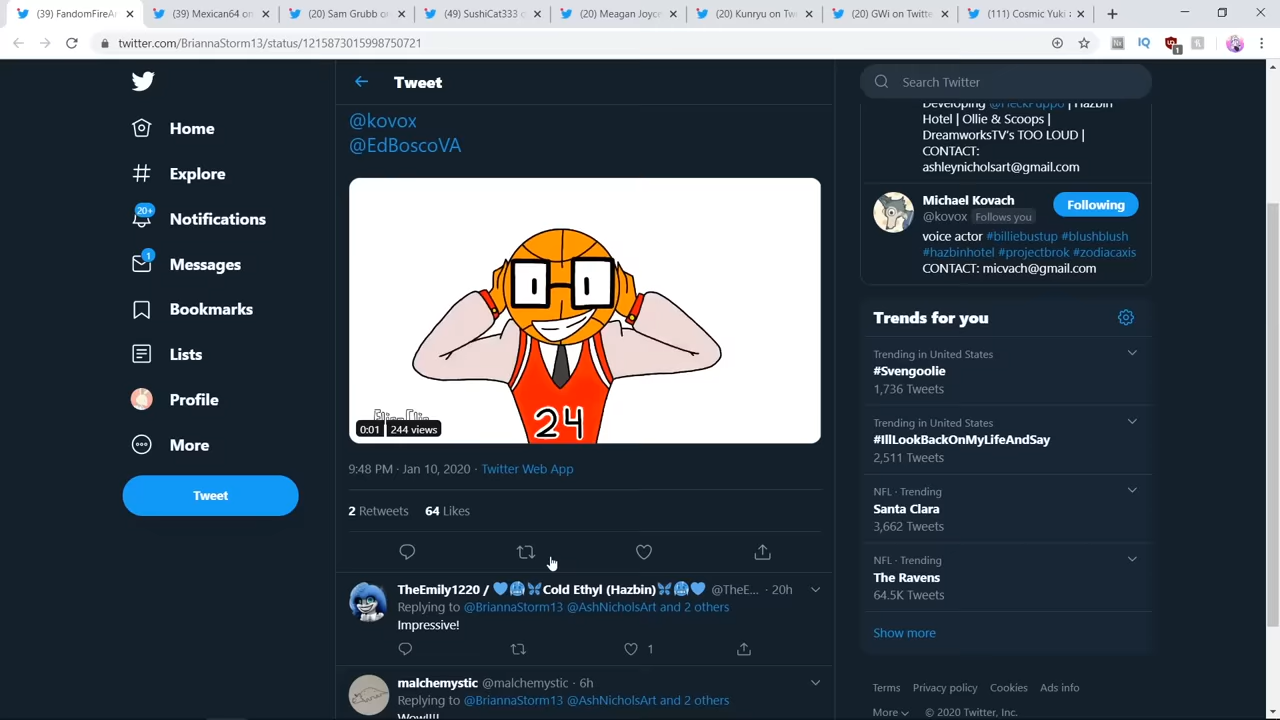 (39) FandomFireA
(39) Mexican64 on
(20) Sam Grubb on
(49) SushiCat333
(20) Meagan Joyce
(20) Kunryu on Tw
(20) GWi on Twitte
(111) Cosmic Yuki
twitter.com/BriannaStorm13/status/1215873015998750721
IQ
1
Home
Explore
20+
Notifications
1
Messages
Bookmarks
Lists
Profile
More
Tweet
Tweet
@kovox
@EdBoscoVA
24
0:01 244 views
9:48 PM · Jan 10, 2020 · Twitter Web App
2 Retweets 64 Likes
TheEmily1220 / 💙🥶🦋Cold Ethyl (Hazbin)🦋🥶💙 @TheE... · 20h
Replying to @BriannaStorm13 @AshNicholsArt and 2 others
Impressive!
1
malchemystic @malchemystic · 6h
Replying to @BriannaStorm13 @AshNicholsArt and 2 others
Wow!!!!
Search Twitter
Developing @HeckPuppo | Hazbin
Hotel | Ollie & Scoops |
DreamworksTV's TOO LOUD |
CONTACT:
ashleynicholsart@gmail.com
Michael Kovach
@kovox Follows you
Following
voice actor #billiebustup #blushblush
#hazbinhotel #projectbrok #zodiacaxis
CONTACT: micvach@gmail.com
Trends for you
Trending in United States
#Svengoolie
1,736 Tweets
Trending in United States
#IllLookBackOnMyLifeAndSay
2,511 Tweets
NFL · Trending
Santa Clara
3,662 Tweets
NFL · Trending
The Ravens
64.5K Tweets
Show more
Terms Privacy policy Cookies Ads info
More © 2020 Twitter, Inc.